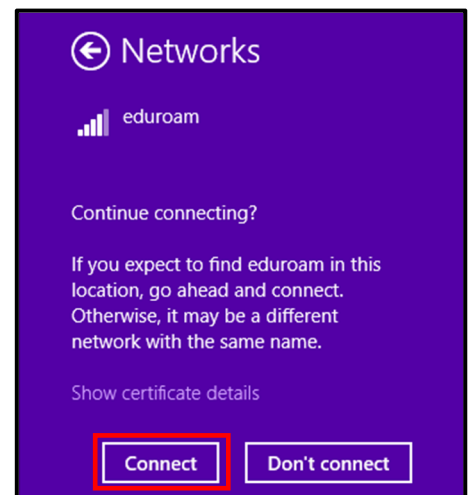 Networks
eduroam
Continue connecting?
If you expect to find eduroam in this
location, go ahead and connect.
Otherwise, it may be a different
network with the same name.
Show certificate details
Connect Don't connect